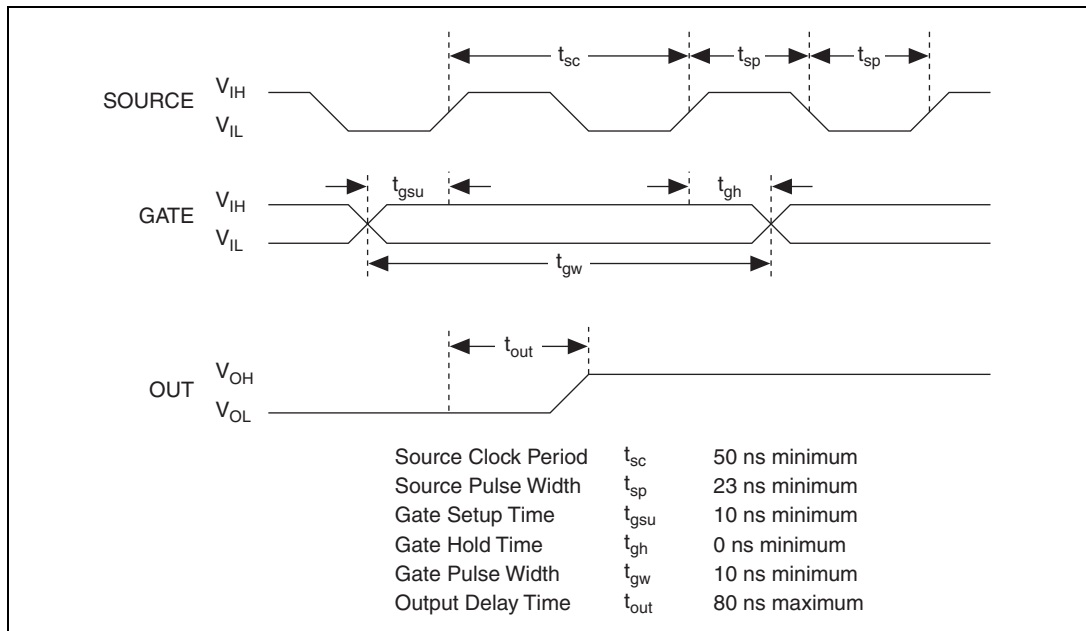 t_sc t_sp t_sp
SOURCE V_IH
V_IL
t_gsu t_gh
GATE V_IH
V_IL
t_gw
t_out
OUT V_OH
V_OL
Source Clock Period t_sc 50 ns minimum
Source Pulse Width t_sp 23 ns minimum
Gate Setup Time t_gsu 10 ns minimum
Gate Hold Time t_gh 0 ns minimum
Gate Pulse Width t_gw 10 ns minimum
Output Delay Time t_out 80 ns maximum